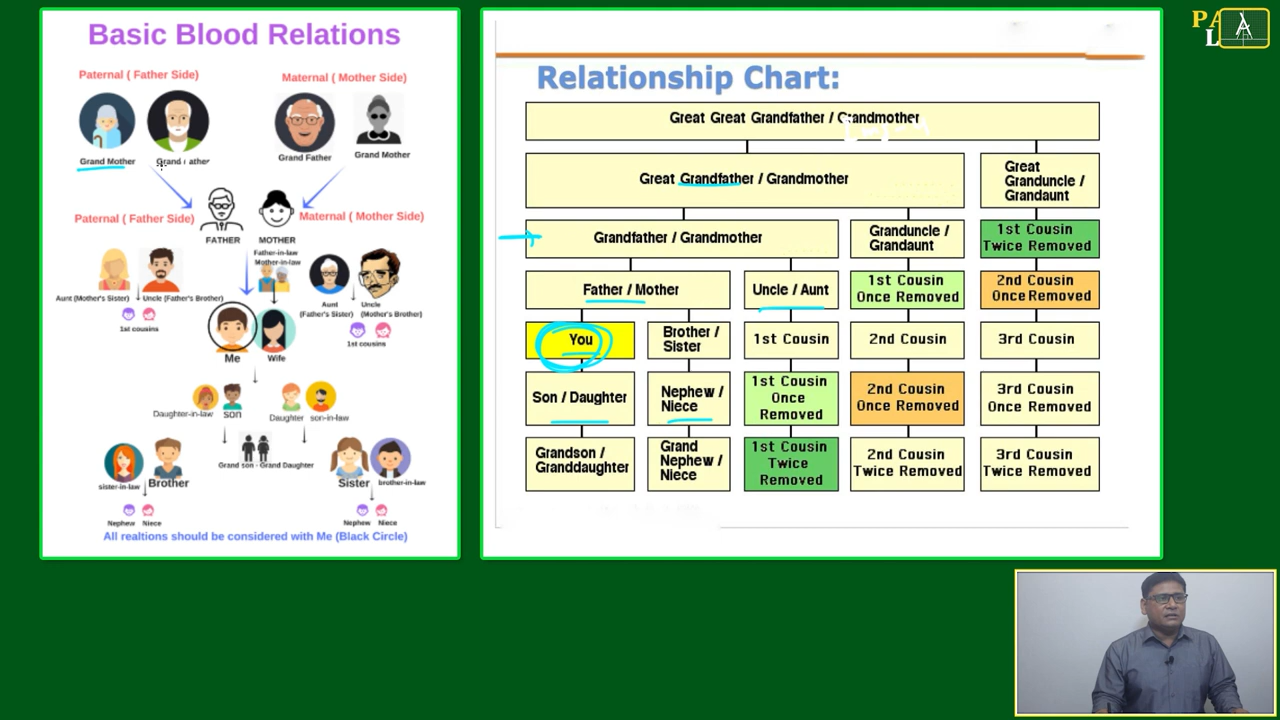 Basic Blood Relations
Paternal ( Father Side)
Maternal ( Mother Side)
Grand Mother
Grand Father
Grand Mother
Paternal ( Father Side)
Maternal ( Mother Side)
FATHER
MOTHER
Father-in-law
Mother-in-law
Aunt (Mother's Sister)
Uncle (Father's Brother)
Aunt
(Father's Sister)
Uncle
(Mother's Brother)
1st cousins
1st cousins
Me
Wife
Daughter-in-law
son
Daughter
son-in-law
Grand son - Grand Daughter
sister-in-law
Brother
Sister
brother-in-law
Nephew
Niece
Nephew
Niece
All realtions should be considered with Me (Black Circle)
Relationship Chart:
Great Great Grandfather / Grandmother
Great Grandfather / Grandmother
Great
Granduncle /
Grandaunt
Grandfather / Grandmother
Granduncle /
Grandaunt
1st Cousin
Twice Removed
Father / Mother
Uncle / Aunt
1st Cousin
Once Removed
2nd Cousin
Once Removed
You
Brother /
Sister
1st Cousin
2nd Cousin
3rd Cousin
Son / Daughter
Nephew /
Niece
1st Cousin
Once
Removed
2nd Cousin
Once Removed
3rd Cousin
Once Removed
Grandson /
Granddaughter
Grand
Nephew /
Niece
1st Cousin
Twice
Removed
2nd Cousin
Twice Removed
3rd Cousin
Twice Removed